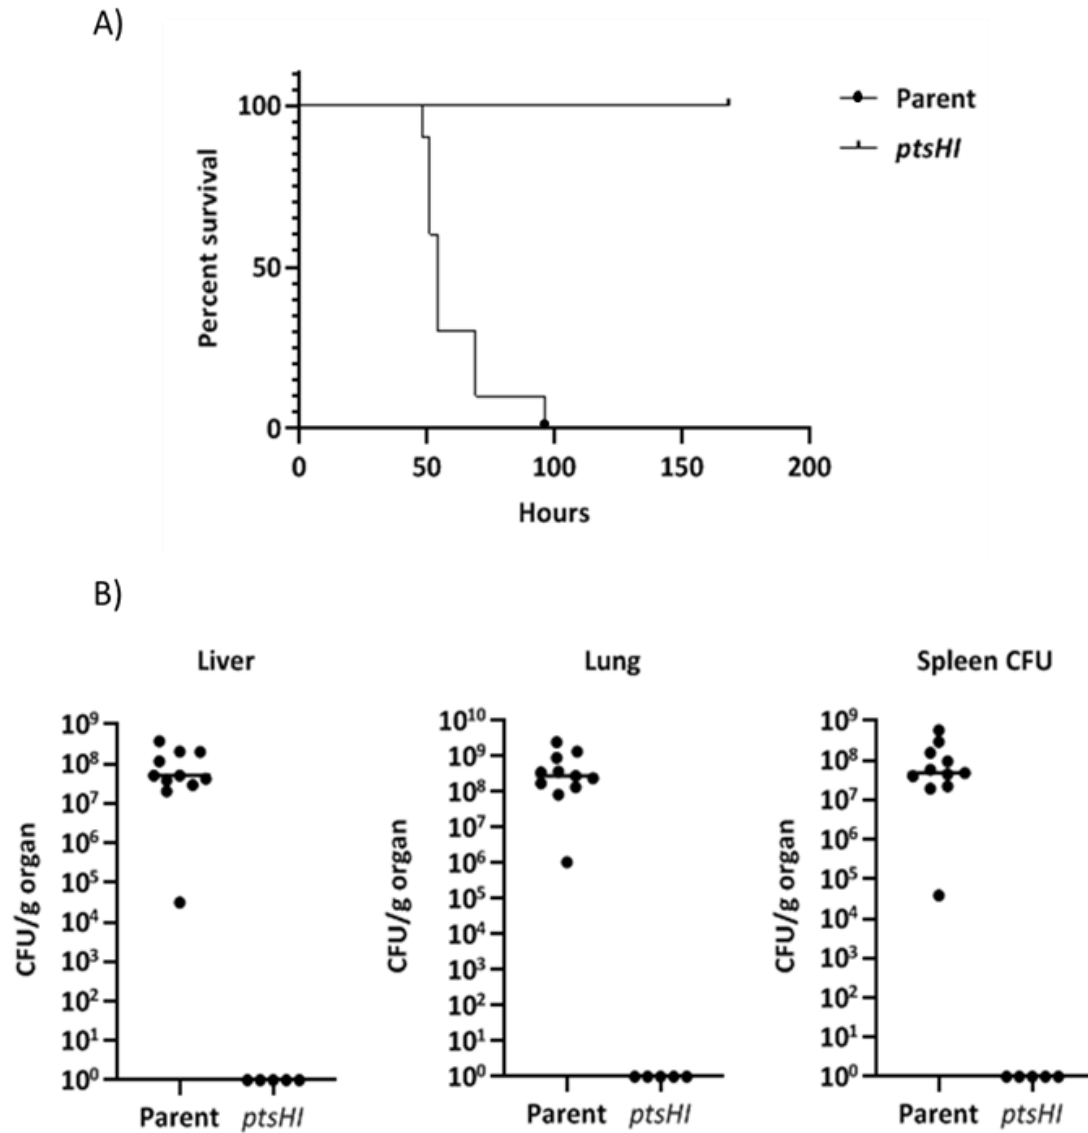 A)
100
50
0
0 50 100 150 200
Percent survival
Hours
Parent
ptsHI
B)
Liver
10⁹
10⁸
10⁷
10⁶
10⁵
10⁴
10³
10²
10¹
10⁰
CFU/g organ
Parent ptsHI
Lung
10¹⁰
10⁹
10⁸
10⁷
10⁶
10⁵
10⁴
10³
10²
10¹
10⁰
CFU/g organ
Parent ptsHI
Spleen CFU
10⁹
10⁸
10⁷
10⁶
10⁵
10⁴
10³
10²
10¹
10⁰
CFU/g organ
Parent ptsHI